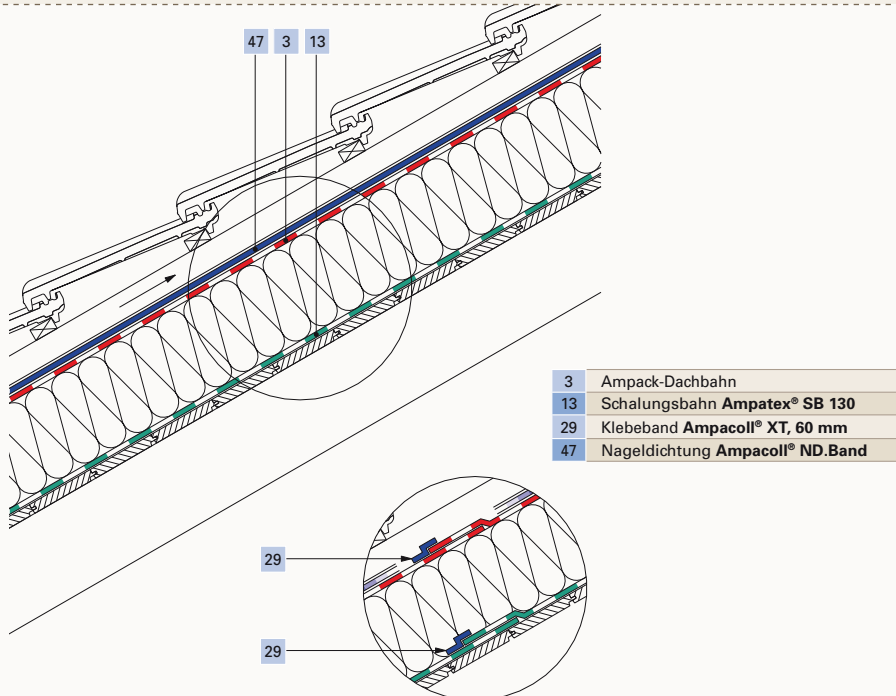 47 3 13
3 Ampack-Dachbahn
13 Schalungsbahn Ampatex® SB 130
29 Klebeband Ampacoll® XT, 60 mm
47 Nageldichtung Ampacoll® ND.Band
29
29